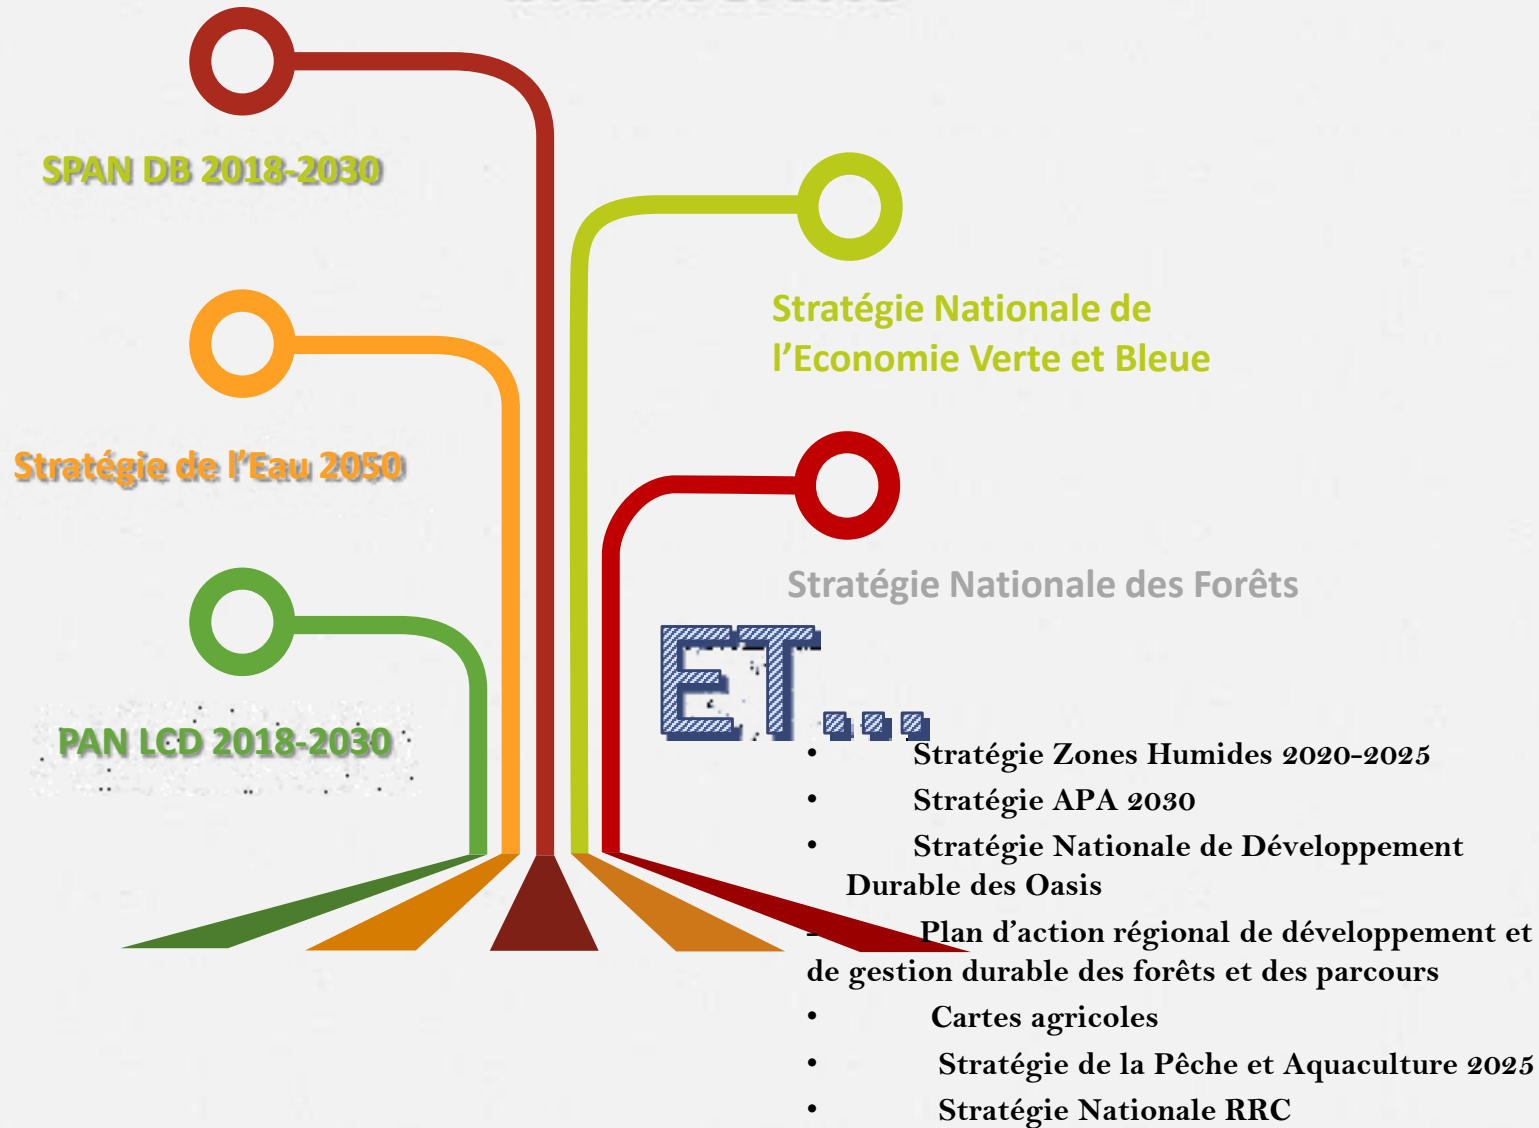 SPAN DB 2018-2030
Stratégie de l’Eau 2050
PAN LCD 2018-2030
Stratégie Nationale de
l’Economie Verte et Bleue
Stratégie Nationale des Forêts
ET...
• Stratégie Zones Humides 2020-2025
• Stratégie APA 2030
• Stratégie Nationale de Développement
Durable des Oasis
- Plan d’action régional de développement et
de gestion durable des forêts et des parcours
• Cartes agricoles
• Stratégie de la Pêche et Aquaculture 2025
• Stratégie Nationale RRC